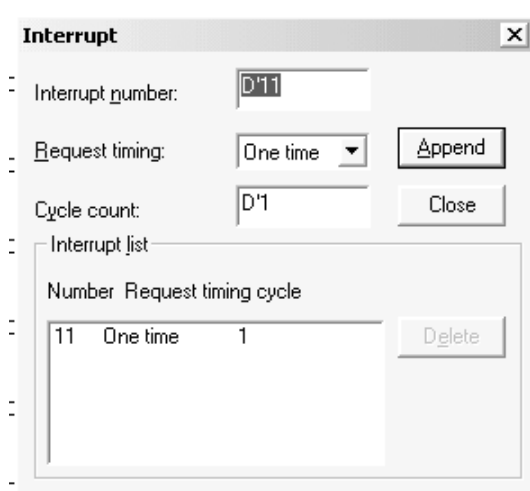 Interrupt
Interrupt number: D'11
Request timing: One time Append
Cycle count: D'1 Close
Interrupt list
Number Request timing cycle
11 One time 1 Delete